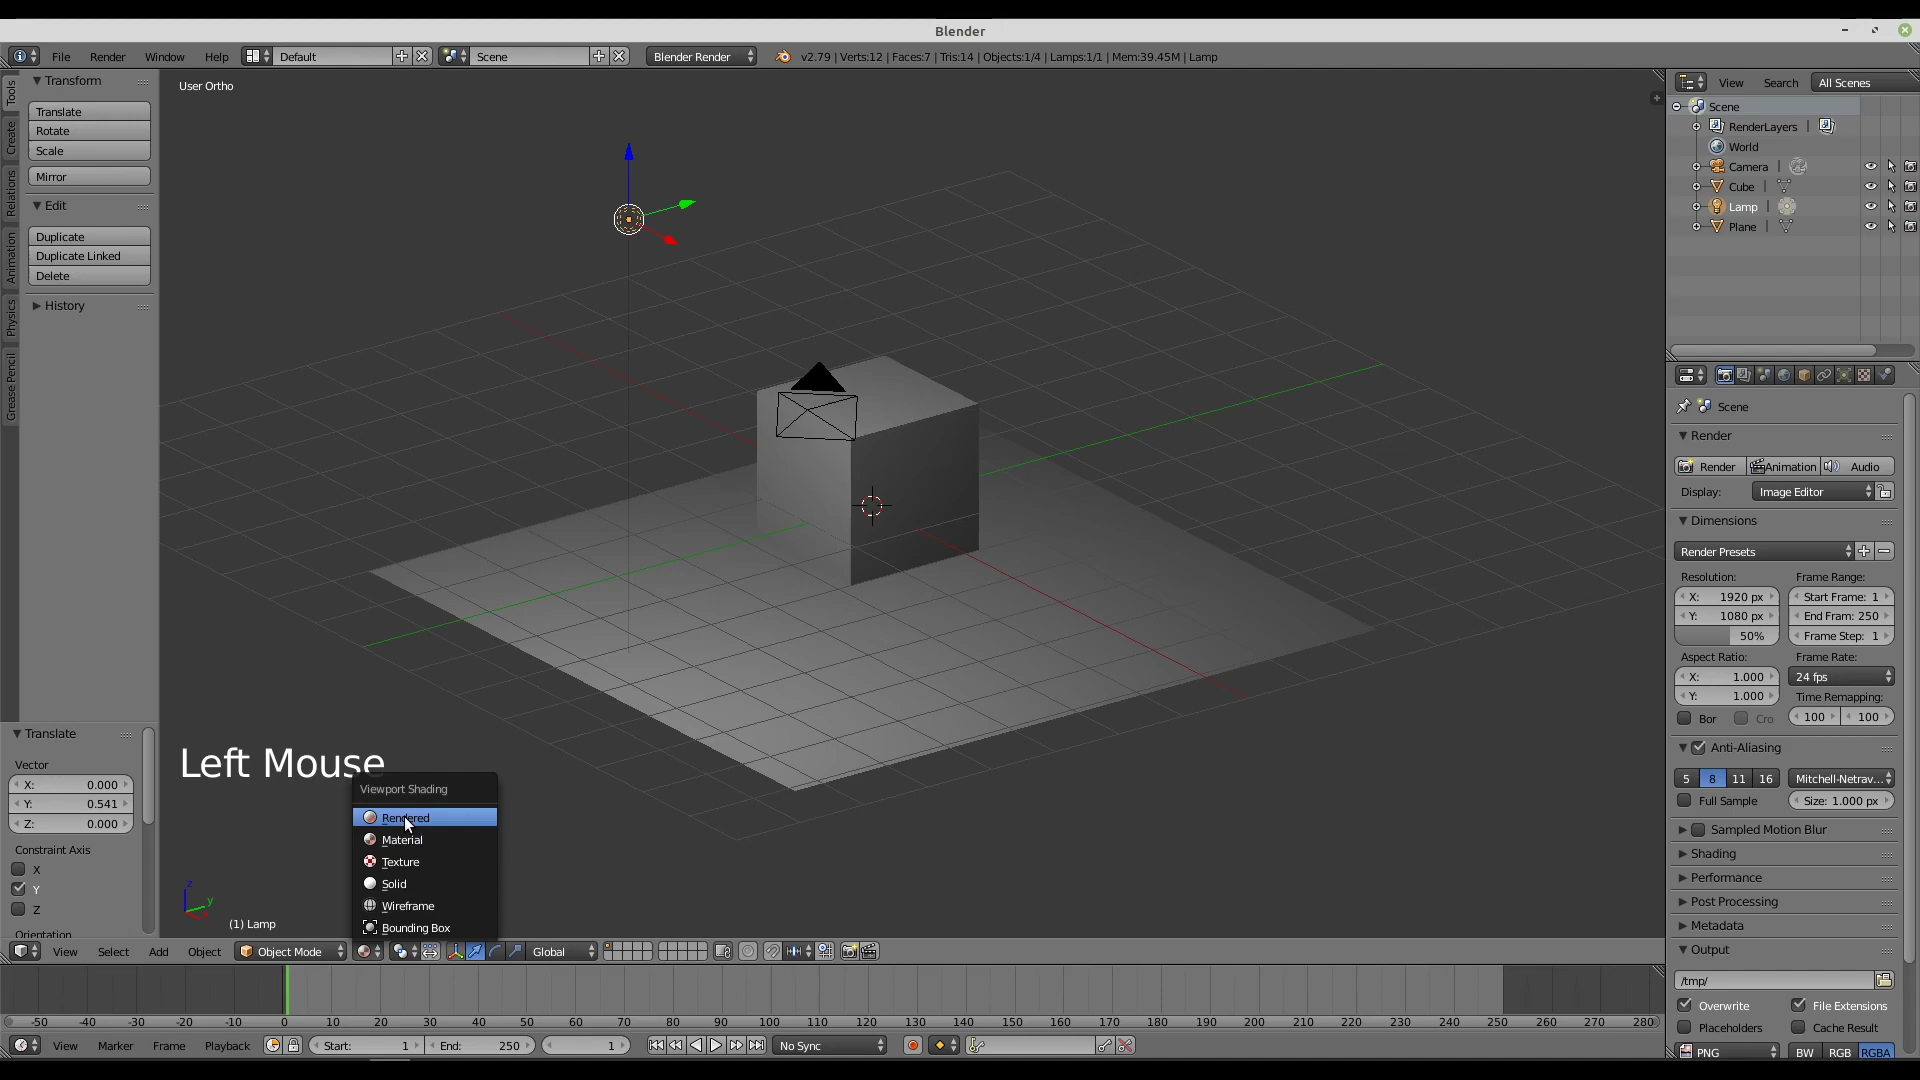 Blender
File Render Window Help Default Scene Blender Render v2.79 | Verts:12 | Faces:7 | Tris:14 | Objects:1/4 | Lamps:1/1 | Mem:39.45M | Lamp
Tools
Create
Relations
Animation
Physics
Grease Pencil
Transform
Translate
Rotate
Scale
Mirror
Edit
Duplicate
Duplicate Linked
Delete
History
Translate
Vector
X: 0.000
Y: 0.541
Z: 0.000
Constraint Axis
X
Y
Z
Orientation
User Ortho
Left Mouse
Viewport Shading
Rendered
Material
Texture
Solid
Wireframe
Bounding Box
z
y
x
(1) Lamp
View Select Add Object Object Mode Global
-50 -40 -30 -20 -10 0 10 20 30 40 50 60 70 80 90 100 110 120 130 140 150 160 170 180 190 200 210 220 230 240 250 260 270 280
View Marker Frame Playback Start: 1 End: 250 1 No Sync
View Search All Scenes
Scene
RenderLayers |
World
Camera |
Cube |
Lamp |
Plane |
Scene
Render
Render Animation Audio
Display: Image Editor
Dimensions
Render Presets
Resolution: Frame Range:
X: 1920 px Start Frame: 1
Y: 1080 px End Fram: 250
50% Frame Step: 1
Aspect Ratio: Frame Rate:
X: 1.000 24 fps
Y: 1.000 Time Remapping:
Bor Cro 100 100
Anti-Aliasing
5 8 11 16 Mitchell-Netrav...
Full Sample Size: 1.000 px
Sampled Motion Blur
Shading
Performance
Post Processing
Metadata
Output
/tmp/
Overwrite File Extensions
Placeholders Cache Result
PNG BW RGB RGBA